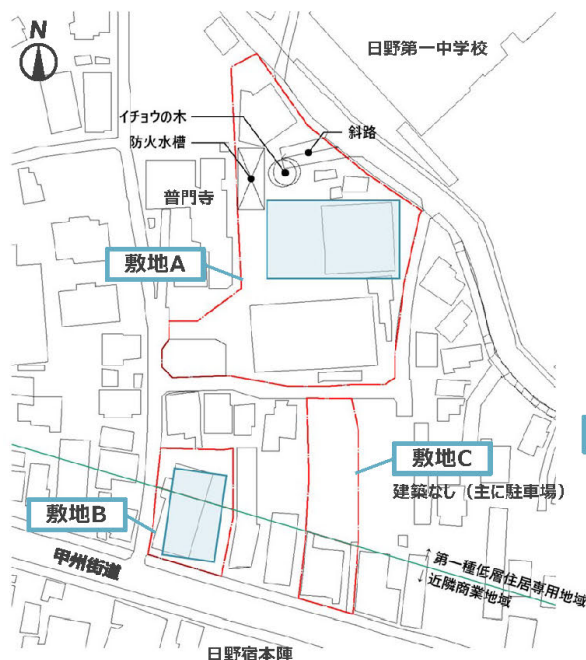 N
日野第一中学校
イチョウの木
斜路
防火水槽
普門寺
敷地A
敷地C
建築なし（主に駐車場）
敷地B
↑第一種低層住居専用地域
↓近隣商業地域
甲州街道
日野宿本陣